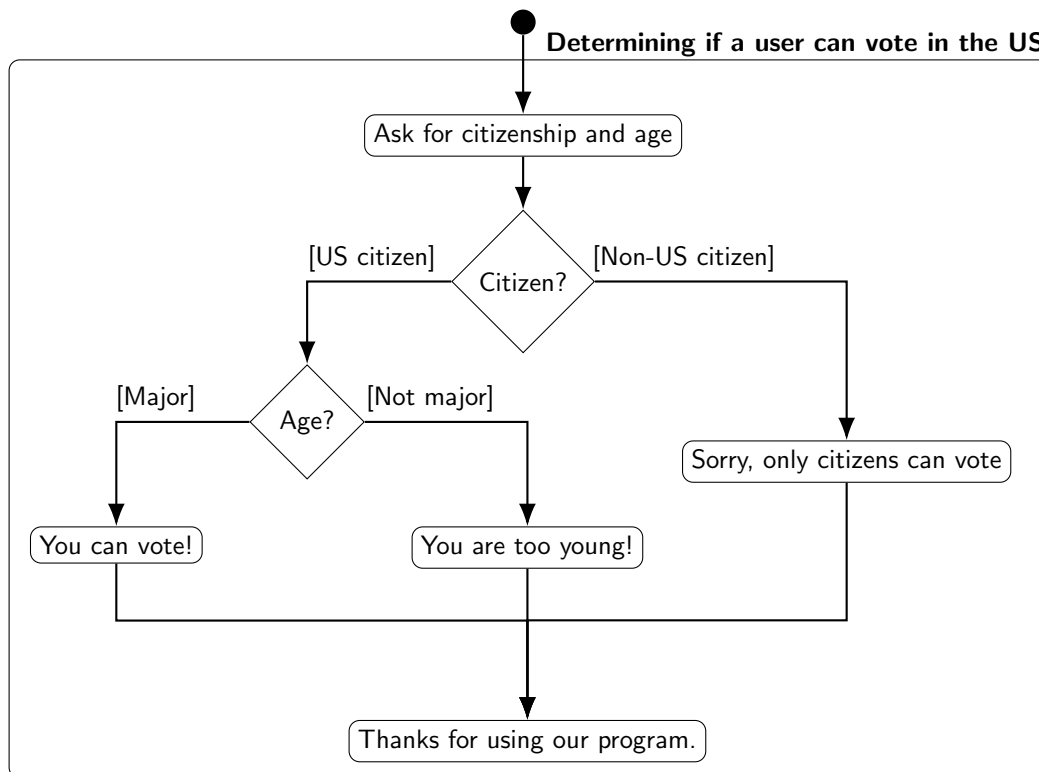 Determining if a user can vote in the US
Ask for citizenship and age
[US citizen]
[Non-US citizen]
Citizen?
[Major]
[Not major]
Age?
Sorry, only citizens can vote
You can vote!
You are too young!
Thanks for using our program.